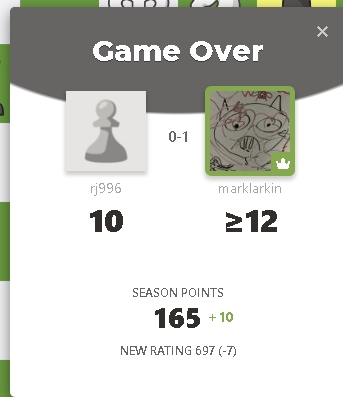 Game Over
0-1
rj996
marklarkin
10
≥12
SEASON POINTS
165 +10
NEW RATING 697 (-7)